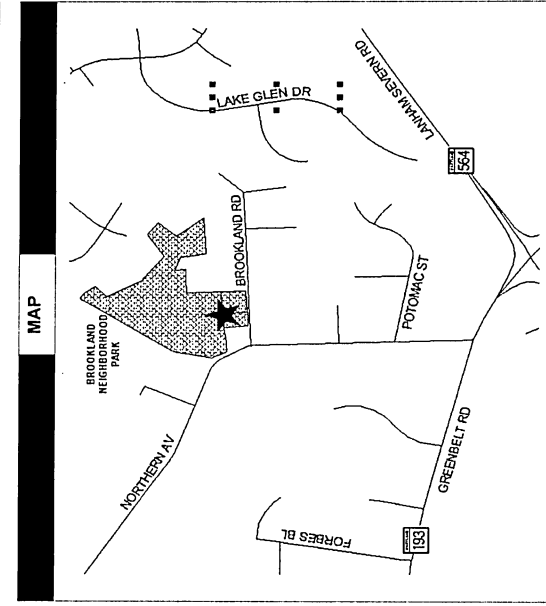 MAP
BROOKLAND
NEIGHBORHOOD
PARK
LAKE GLEN DR
LANHAM SEVERN RD
564
BROOKLAND RD
POTOMAC ST
NORTHERN AV
GREENBELT RD
FORBES BL
193